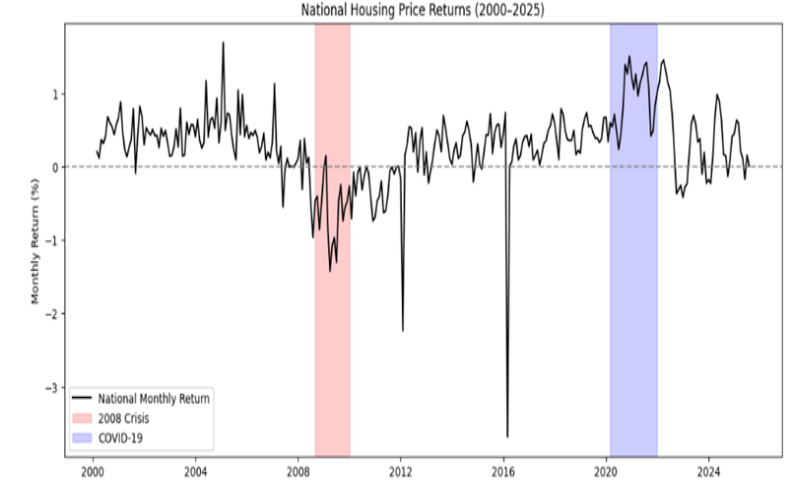 National Housing Price Returns (2000–2025)
Monthly Return (%)
1
0
−1
−2
−3
National Monthly Return
2008 Crisis
COVID-19
2000 2004 2008 2012 2016 2020 2024